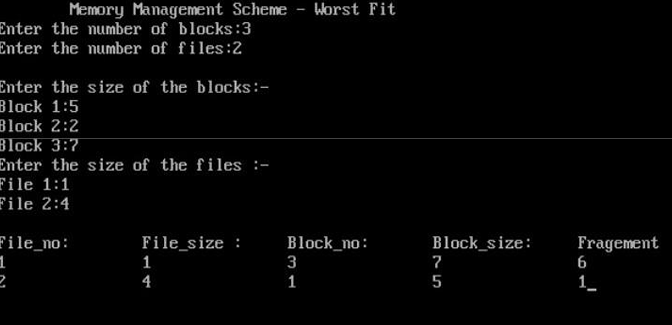 Memory Management Scheme - Worst Fit
Enter the number of blocks:3
Enter the number of files:2
Enter the size of the blocks:-
Block 1:5
Block 2:2
Block 3:7
Enter the size of the files :-
File 1:1
File 2:4
File_no: File_size : Block_no: Block_size: Fragement
1 1 3 7 6
2 4 1 5 1_